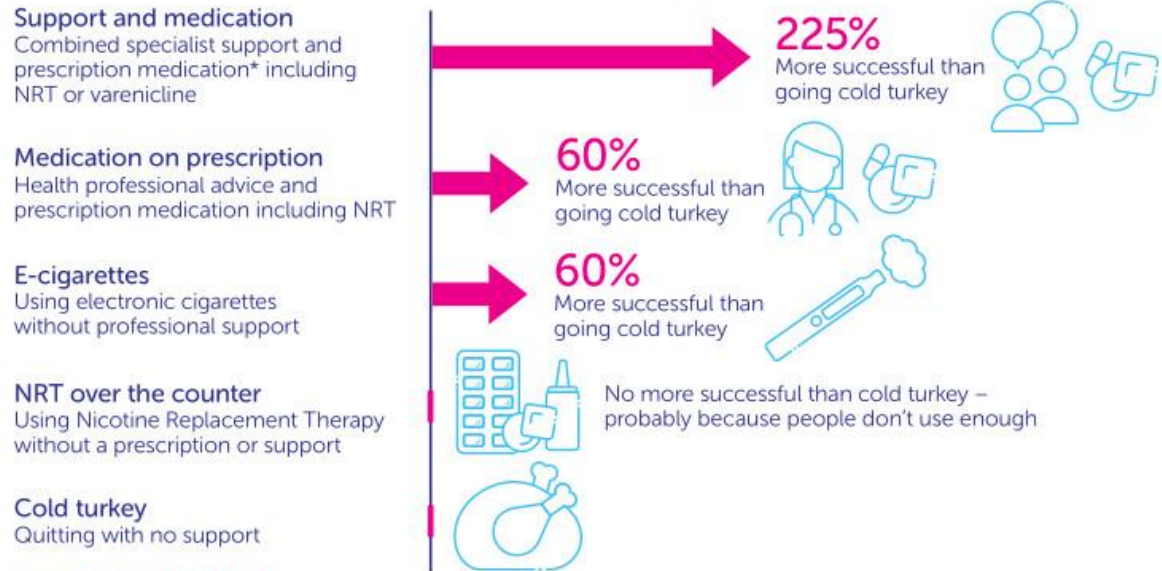 Support and medication
Combined specialist support and
prescription medication* including
NRT or varenicline
225%
More successful than
going cold turkey
Medication on prescription
Health professional advice and
prescription medication including NRT
60%
More successful than
going cold turkey
E-cigarettes
Using electronic cigarettes
without professional support
60%
More successful than
going cold turkey
NRT over the counter
Using Nicotine Replacement Therapy
without a prescription or support
No more successful than cold turkey –
probably because people don't use enough
Cold turkey
Quitting with no support